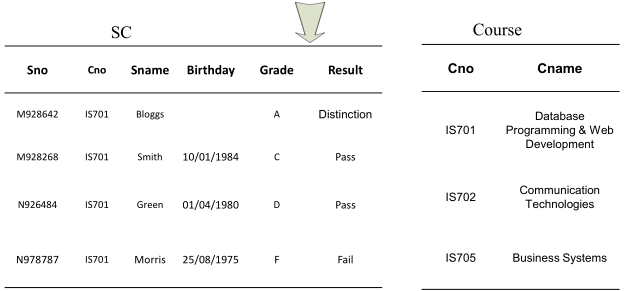 SC
Sno Cno Sname Birthday Grade Result
M928642 IS701 Bloggs A Distinction
M928268 IS701 Smith 10/01/1984 C Pass
N926484 IS701 Green 01/04/1980 D Pass
N978787 IS701 Morris 25/08/1975 F Fail
Course
Cno Cname
IS701 Database
Programming & Web
Development
IS702 Communication
Technologies
IS705 Business Systems